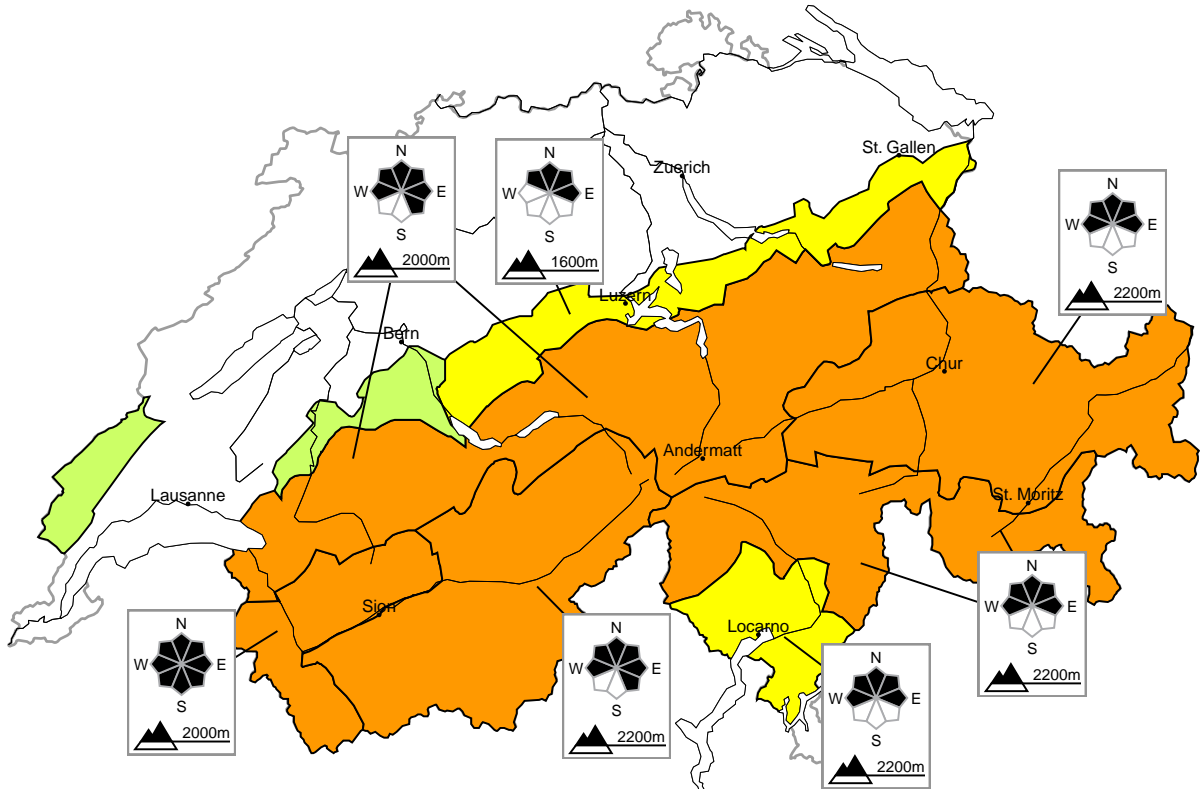 St. Gallen
Zuerich
N
W E
S
2000m
N
W E
S
1600m
N
W E
S
2200m
Luzern
Bern
Chur
Andermatt
Lausanne
St. Moritz
Sion
Locarno
N
W E
S
2000m
N
W E
S
2200m
N
W E
S
2200m
N
W E
S
2200m